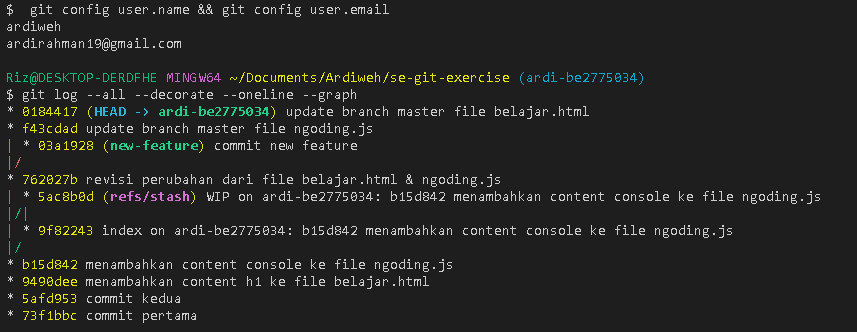 $  git config user.name && git config user.email
ardiweh
ardirahman19@gmail.com
Riz@DESKTOP-DERDFHE MINGW64 ~/Documents/Ardiweh/se-git-exercise (ardi-be2775034)
$ git log --all --decorate --oneline --graph
* 0184417 (HEAD -> ardi-be2775034) update branch master file belajar.html
* f43cdad update branch master file ngoding.js
| * 03a1928 (new-feature) commit new feature
|/
* 762027b revisi perubahan dari file belajar.html & ngoding.js
| * 5ac8b0d (refs/stash) WIP on ardi-be2775034: b15d842 menambahkan content console ke file ngoding.js
|/|
| * 9f82243 index on ardi-be2775034: b15d842 menambahkan content console ke file ngoding.js
|/
* b15d842 menambahkan content console ke file ngoding.js
* 9490dee menambahkan content h1 ke file belajar.html
* 5afd953 commit kedua
* 73f1bbc commit pertama